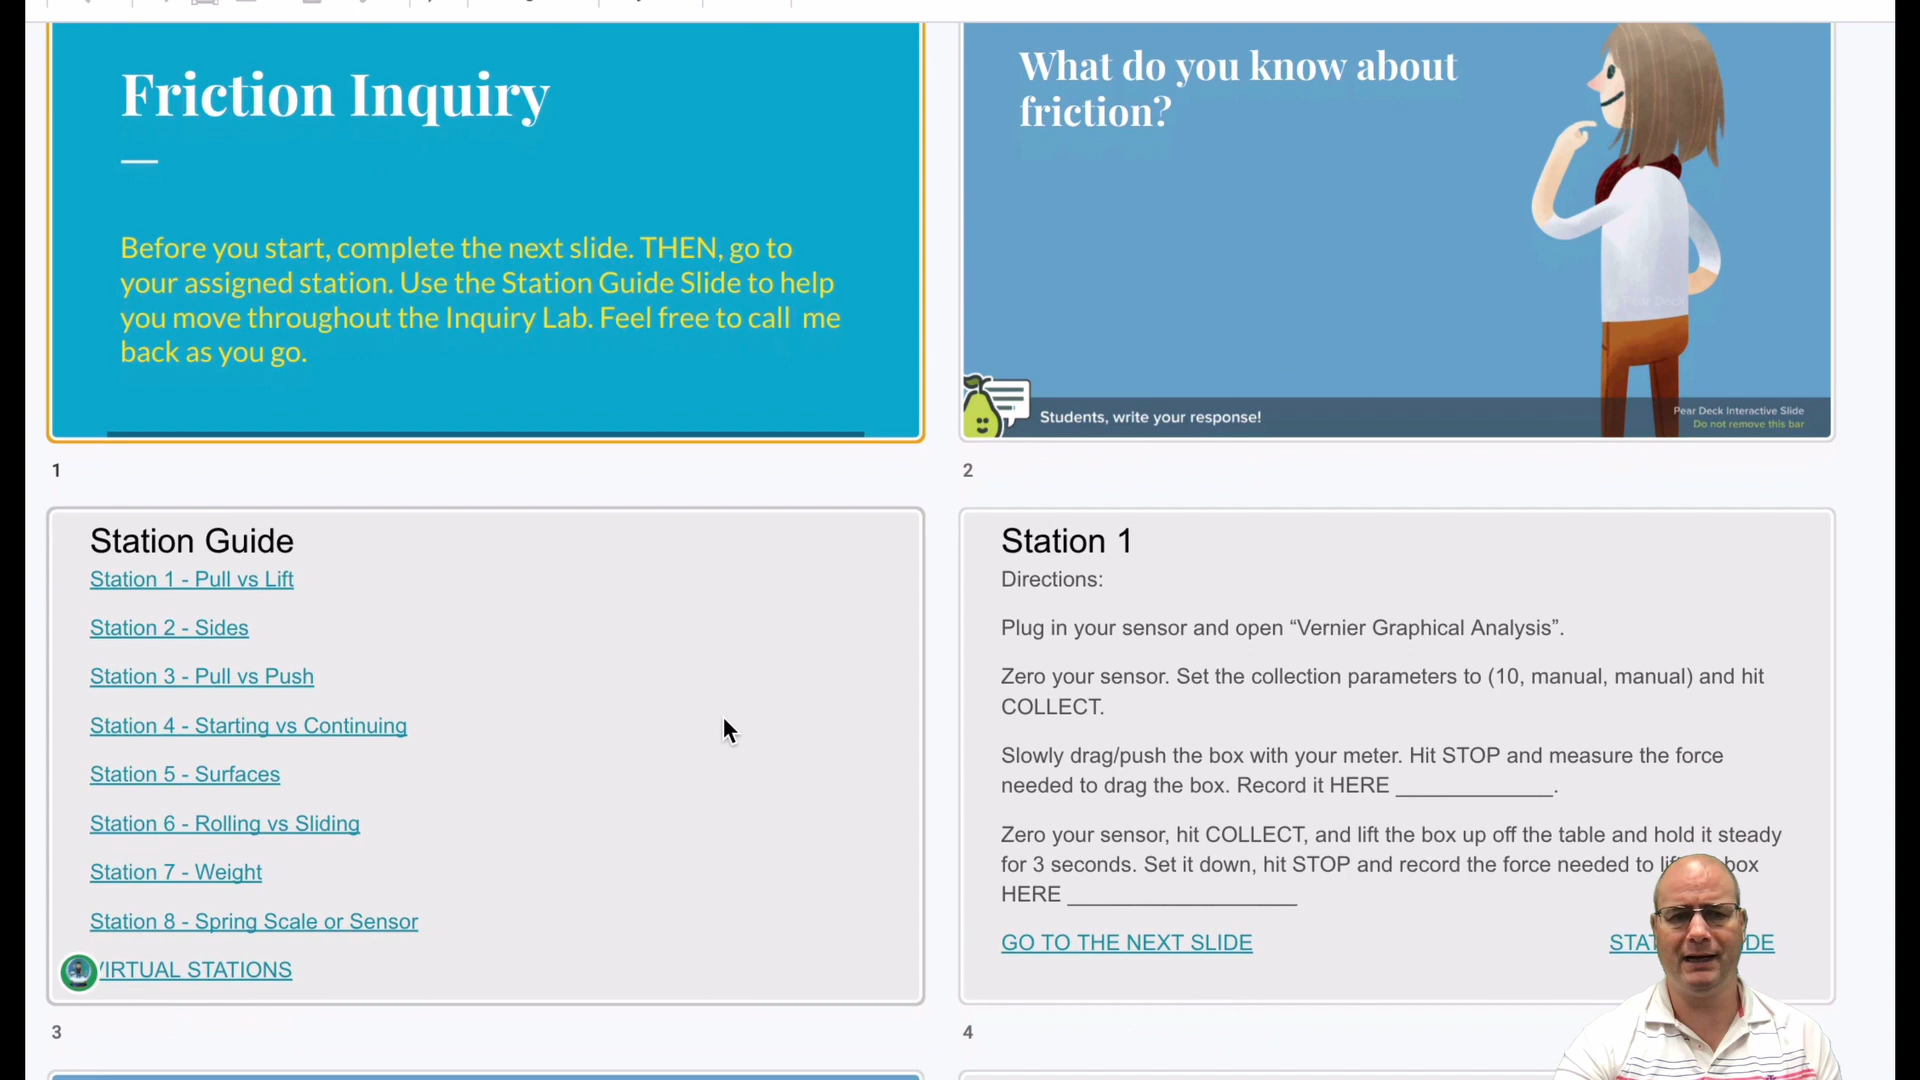 Friction Inquiry
Before you start, complete the next slide. THEN, go to
your assigned station. Use the Station Guide Slide to help
you move throughout the Inquiry Lab. Feel free to call me
back as you go.
1
What do you know about
friction?
Pear Deck
Students, write your response!
Pear Deck Interactive Slide
Do not remove this bar
2
Station Guide
Station 1 - Pull vs Lift
Station 2 - Sides
Station 3 - Pull vs Push
Station 4 - Starting vs Continuing
Station 5 - Surfaces
Station 6 - Rolling vs Sliding
Station 7 - Weight
Station 8 - Spring Scale or Sensor
VIRTUAL STATIONS
3
Station 1
Directions:
Plug in your sensor and open “Vernier Graphical Analysis”.
Zero your sensor. Set the collection parameters to (10, manual, manual) and hit
COLLECT.
Slowly drag/push the box with your meter. Hit STOP and measure the force
needed to drag the box. Record it HERE _____________.
Zero your sensor, hit COLLECT, and lift the box up off the table and hold it steady
for 3 seconds. Set it down, hit STOP and record the force needed to box
HERE ___________________
GO TO THE NEXT SLIDE
4